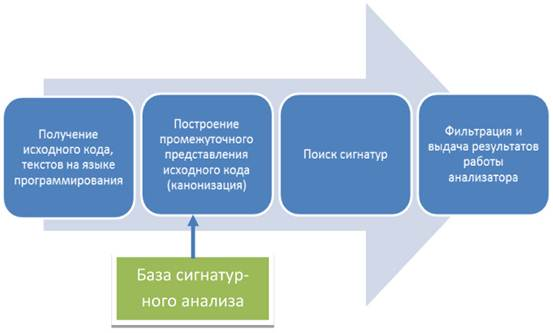 Получение
исходного кода,
текстов на языке
программирования
Построение
промежуточного
представления
исходного кода
(канонизация)
Поиск сигнатур
Фильтрация и
выдача результатов
работы
анализатора
База сигнатур-
ного анализа